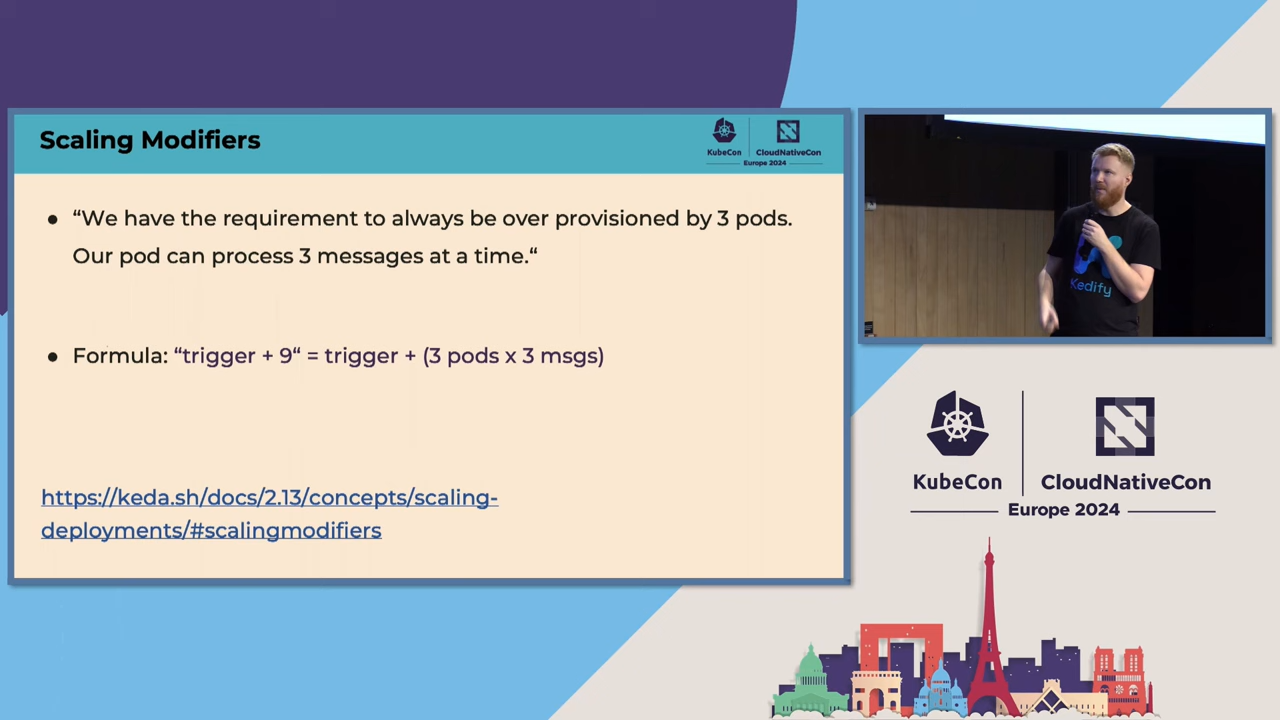 Scaling Modifiers
KubeCon
CloudNativeCon
Europe 2024
● “We have the requirement to always be over provisioned by 3 pods.
Our pod can process 3 messages at a time.“
● Formula: “trigger + 9“ = trigger + (3 pods x 3 msgs)
https://keda.sh/docs/2.13/concepts/scaling-
deployments/#scalingmodifiers
Kedify
KubeCon
CloudNativeCon
Europe 2024